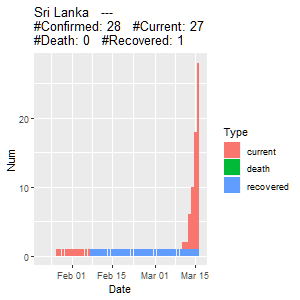 Sri Lanka ---
#Confirmed: 28 #Current: 27
#Death: 0 #Recovered: 1
Num
20
10
0
Feb 01 Feb 15 Mar 01 Mar 15
Date
Type
current
death
recovered